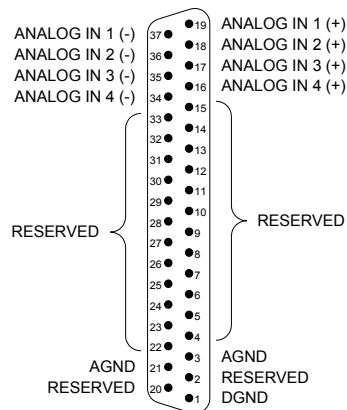 19 ANALOG IN 1 (+)
ANALOG IN 1 (-) 37
18 ANALOG IN 2 (+)
ANALOG IN 2 (-) 36
17 ANALOG IN 3 (+)
ANALOG IN 3 (-) 35
16 ANALOG IN 4 (+)
ANALOG IN 4 (-) 34
15
33
14
32
13
31
12
30
11
29
10
28
9
RESERVED
RESERVED
27
8
26
7
25
6
24
5
23
4
22
3 AGND
AGND 21
2 RESERVED
RESERVED 20
1 DGND